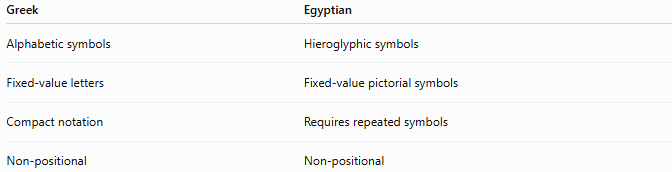 Greek Egyptian
Alphabetic symbols Hieroglyphic symbols
Fixed-value letters Fixed-value pictorial symbols
Compact notation Requires repeated symbols
Non-positional Non-positional